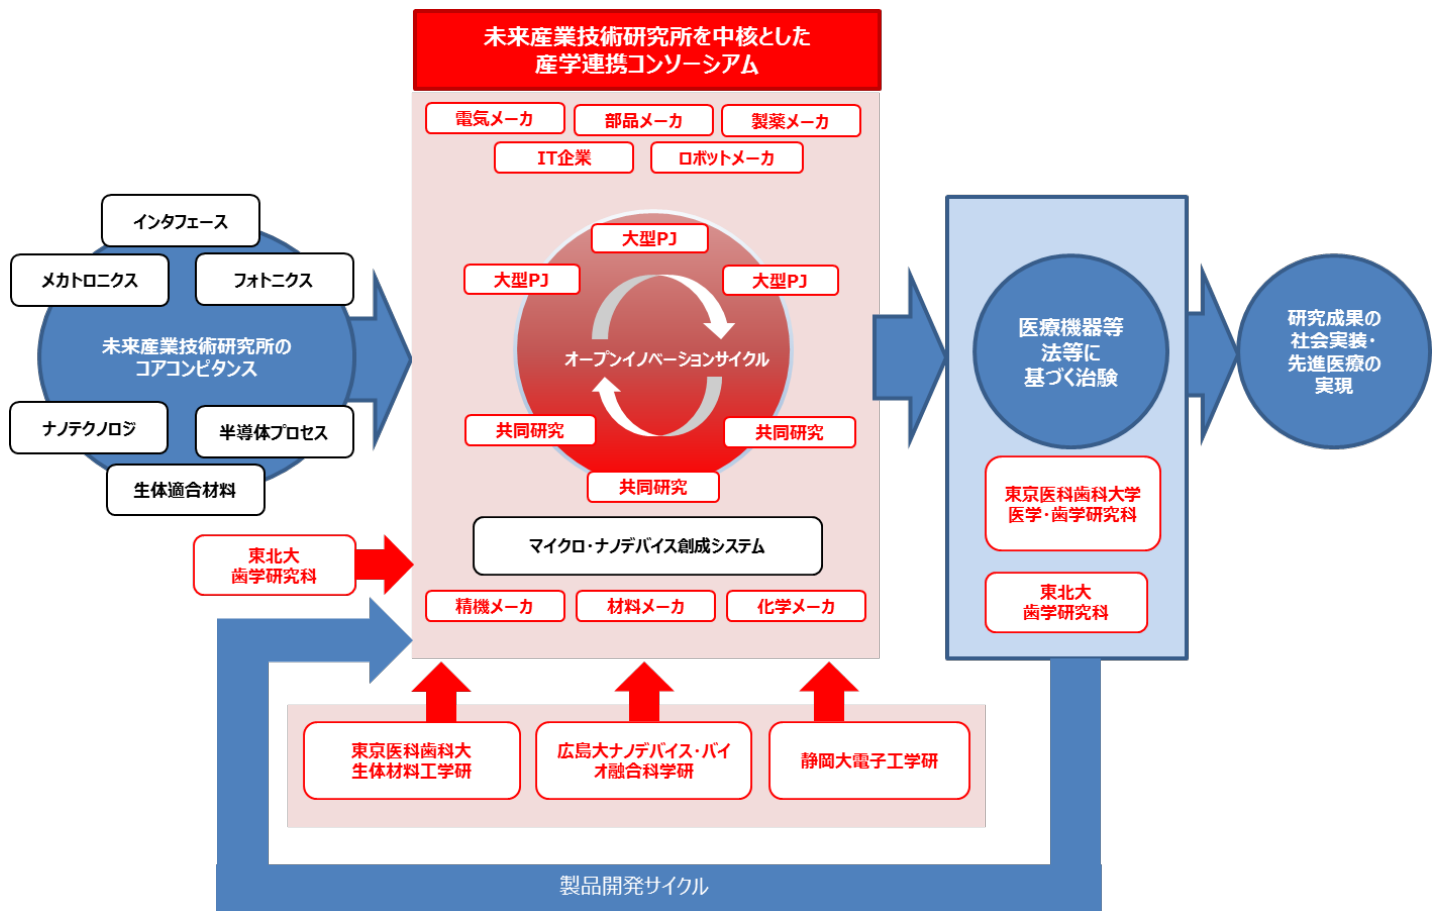 未来産業技術研究所を中核とした
産学連携コンソーシアム
電気メーカ
部品メーカ
製薬メーカ
IT企業
ロボットメーカ
インタフェース
メカトロニクス
フォトニクス
未来産業技術研究所の
コアコンピタンス
ナノテクノロジ
半導体プロセス
生体適合材料
大型PJ
大型PJ
大型PJ
オープンイノベーションサイクル
共同研究
共同研究
共同研究
マイクロ・ナノデバイス創成システム
東北大
歯学研究科
精機メーカ
材料メーカ
化学メーカ
医療機器等
法等に
基づく治験
東京医科歯科大学
医学・歯学研究科
東北大
歯学研究科
研究成果の
社会実装・
先進医療の
実現
東京医科歯科大
生体材料工学研
広島大ナノデバイス・バイ
オ融合科学研
静岡大電子工学研
製品開発サイクル